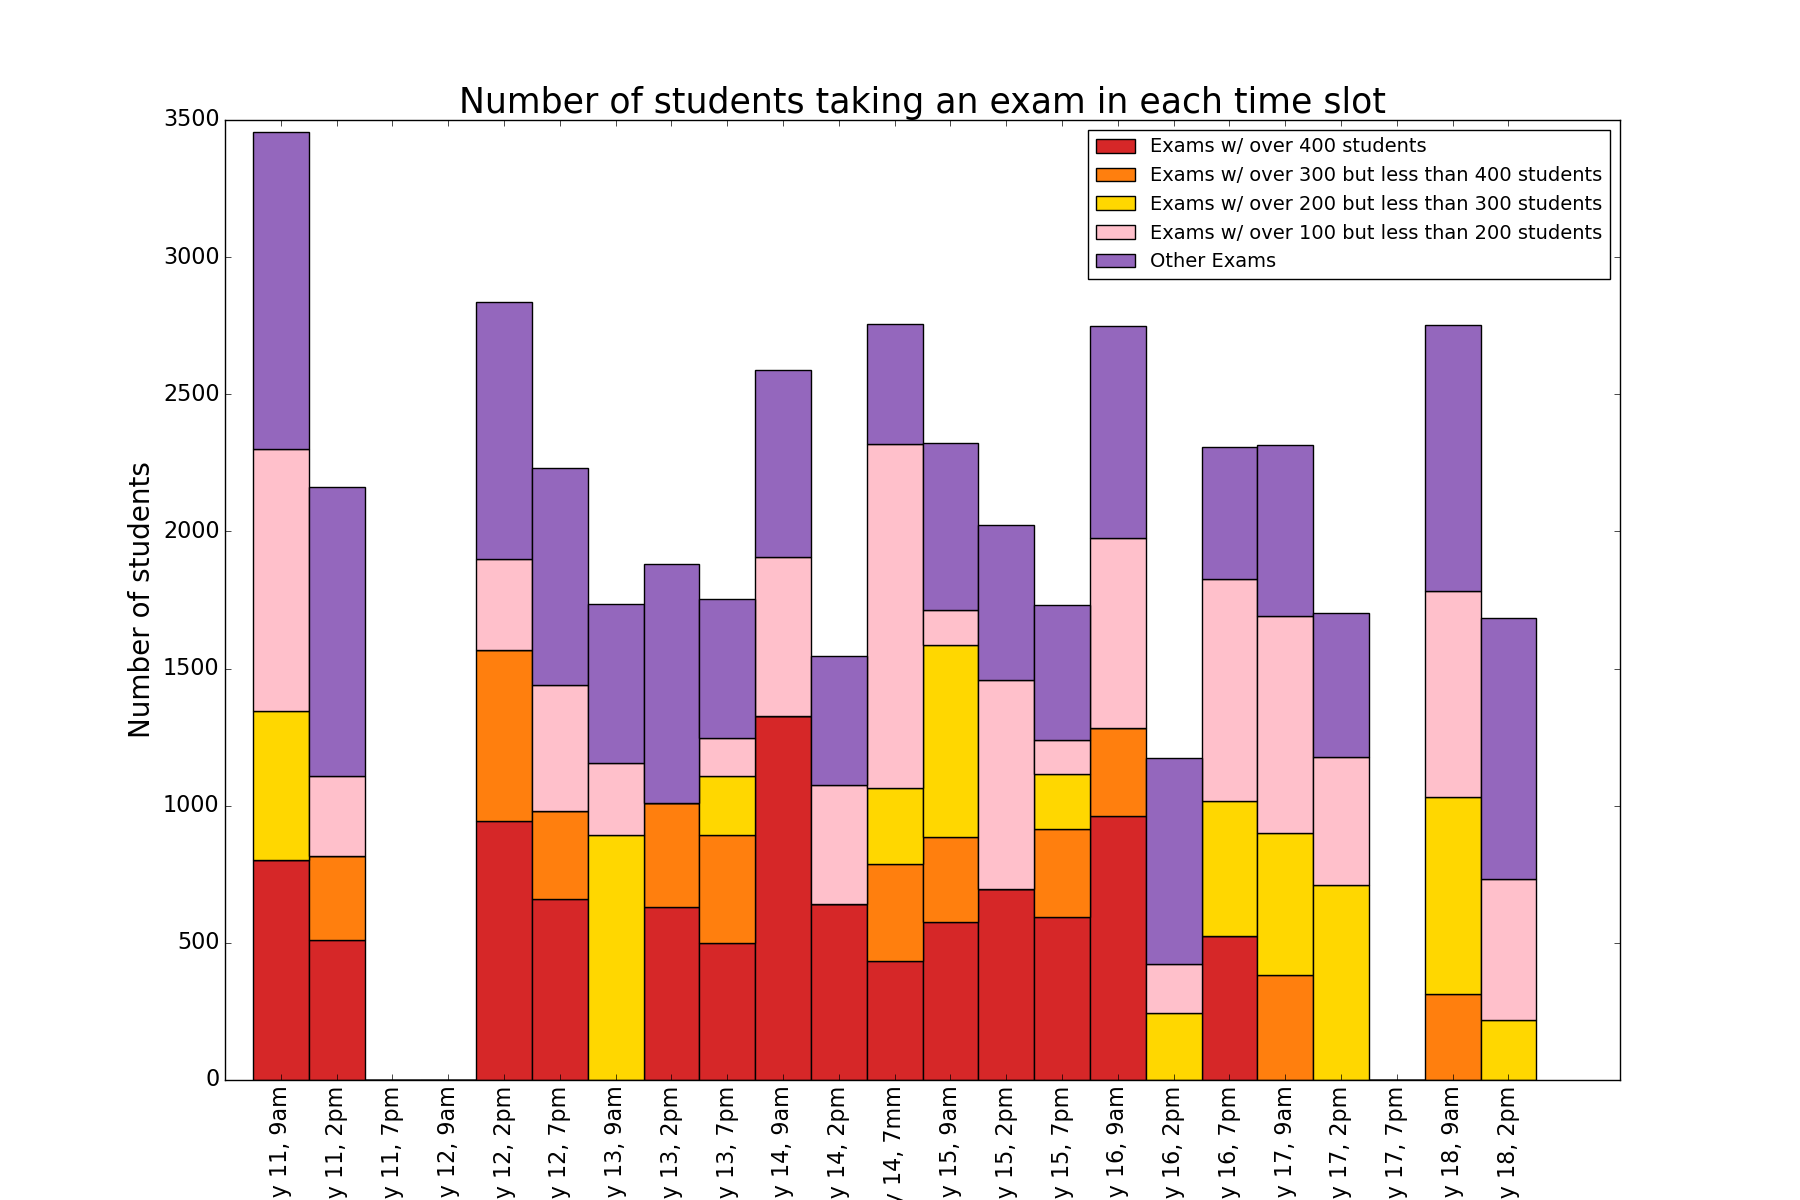 Number of students taking an exam in each time slot
Exams w/ over 400 students
Exams w/ over 300 but less than 400 students
Exams w/ over 200 but less than 300 students
Exams w/ over 100 but less than 200 students
Other Exams
Number of students
3500
3000
2500
2000
1500
1000
500
0
y 11, 9am
y 11, 2pm
y 11, 7pm
y 12, 9am
y 12, 2pm
y 12, 7pm
y 13, 9am
y 13, 2pm
y 13, 7pm
y 14, 9am
y 14, 2pm
y 14, 7mm
y 15, 9am
y 15, 2pm
y 15, 7pm
y 16, 9am
y 16, 2pm
y 16, 7pm
y 17, 9am
y 17, 2pm
y 17, 7pm
y 18, 9am
y 18, 2pm